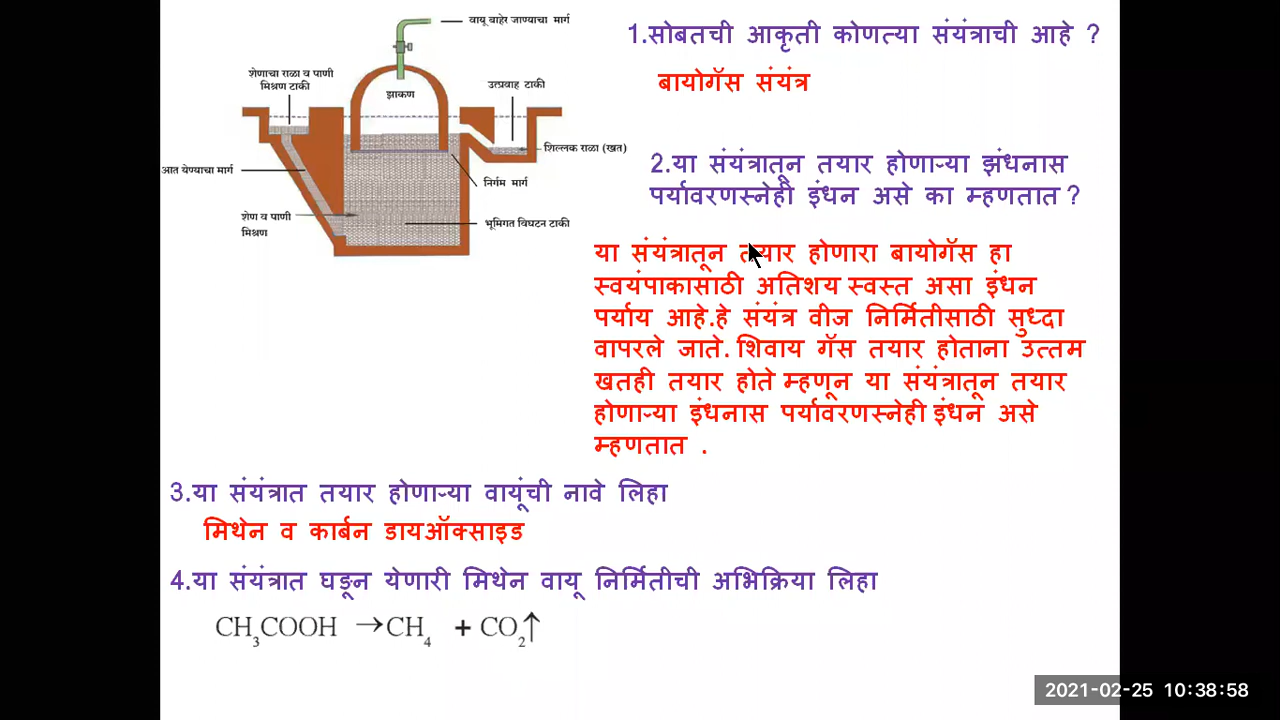 वायू बाहेर जाण्याचा मार्ग
शेणाचा राळा व पाणी
मिश्रण टाकी
झाकण
उत्प्रवाह टाकी
शिल्लक राळा (खत)
आत येण्याचा मार्ग
निर्गम मार्ग
शेण व पाणी
मिश्रण
भूमिगत विघटन टाकी
1.सोबतची आकृती कोणत्या संयंत्राची आहे ?
बायोगॅस संयंत्र
2.या संयंत्रातून तयार होणाऱ्या झंधनास
पर्यावरणस्नेही इंधन असे का म्हणतात ?
या संयंत्रातून तयार होणारा बायोगॅस हा
स्वयंपाकासाठी अतिशय स्वस्त असा इंधन
पर्याय आहे.हे संयंत्र वीज निर्मितीसाठी सुध्दा
वापरले जाते. शिवाय गॅस तयार होताना उत्तम
खतही तयार होते म्हणून या संयंत्रातून तयार
होणाऱ्या इंधनास पर्यावरणस्नेही इंधन असे
म्हणतात .
3.या संयंत्रात तयार होणाऱ्या वायूंची नावे लिहा
मिथेन व कार्बन डायऑक्साइड
4.या संयंत्रात घडून येणारी मिथेन वायू निर्मितीची अभिक्रिया लिहा
CH₃COOH →CH₄ + CO₂↑
2021-02-25 10:38:58